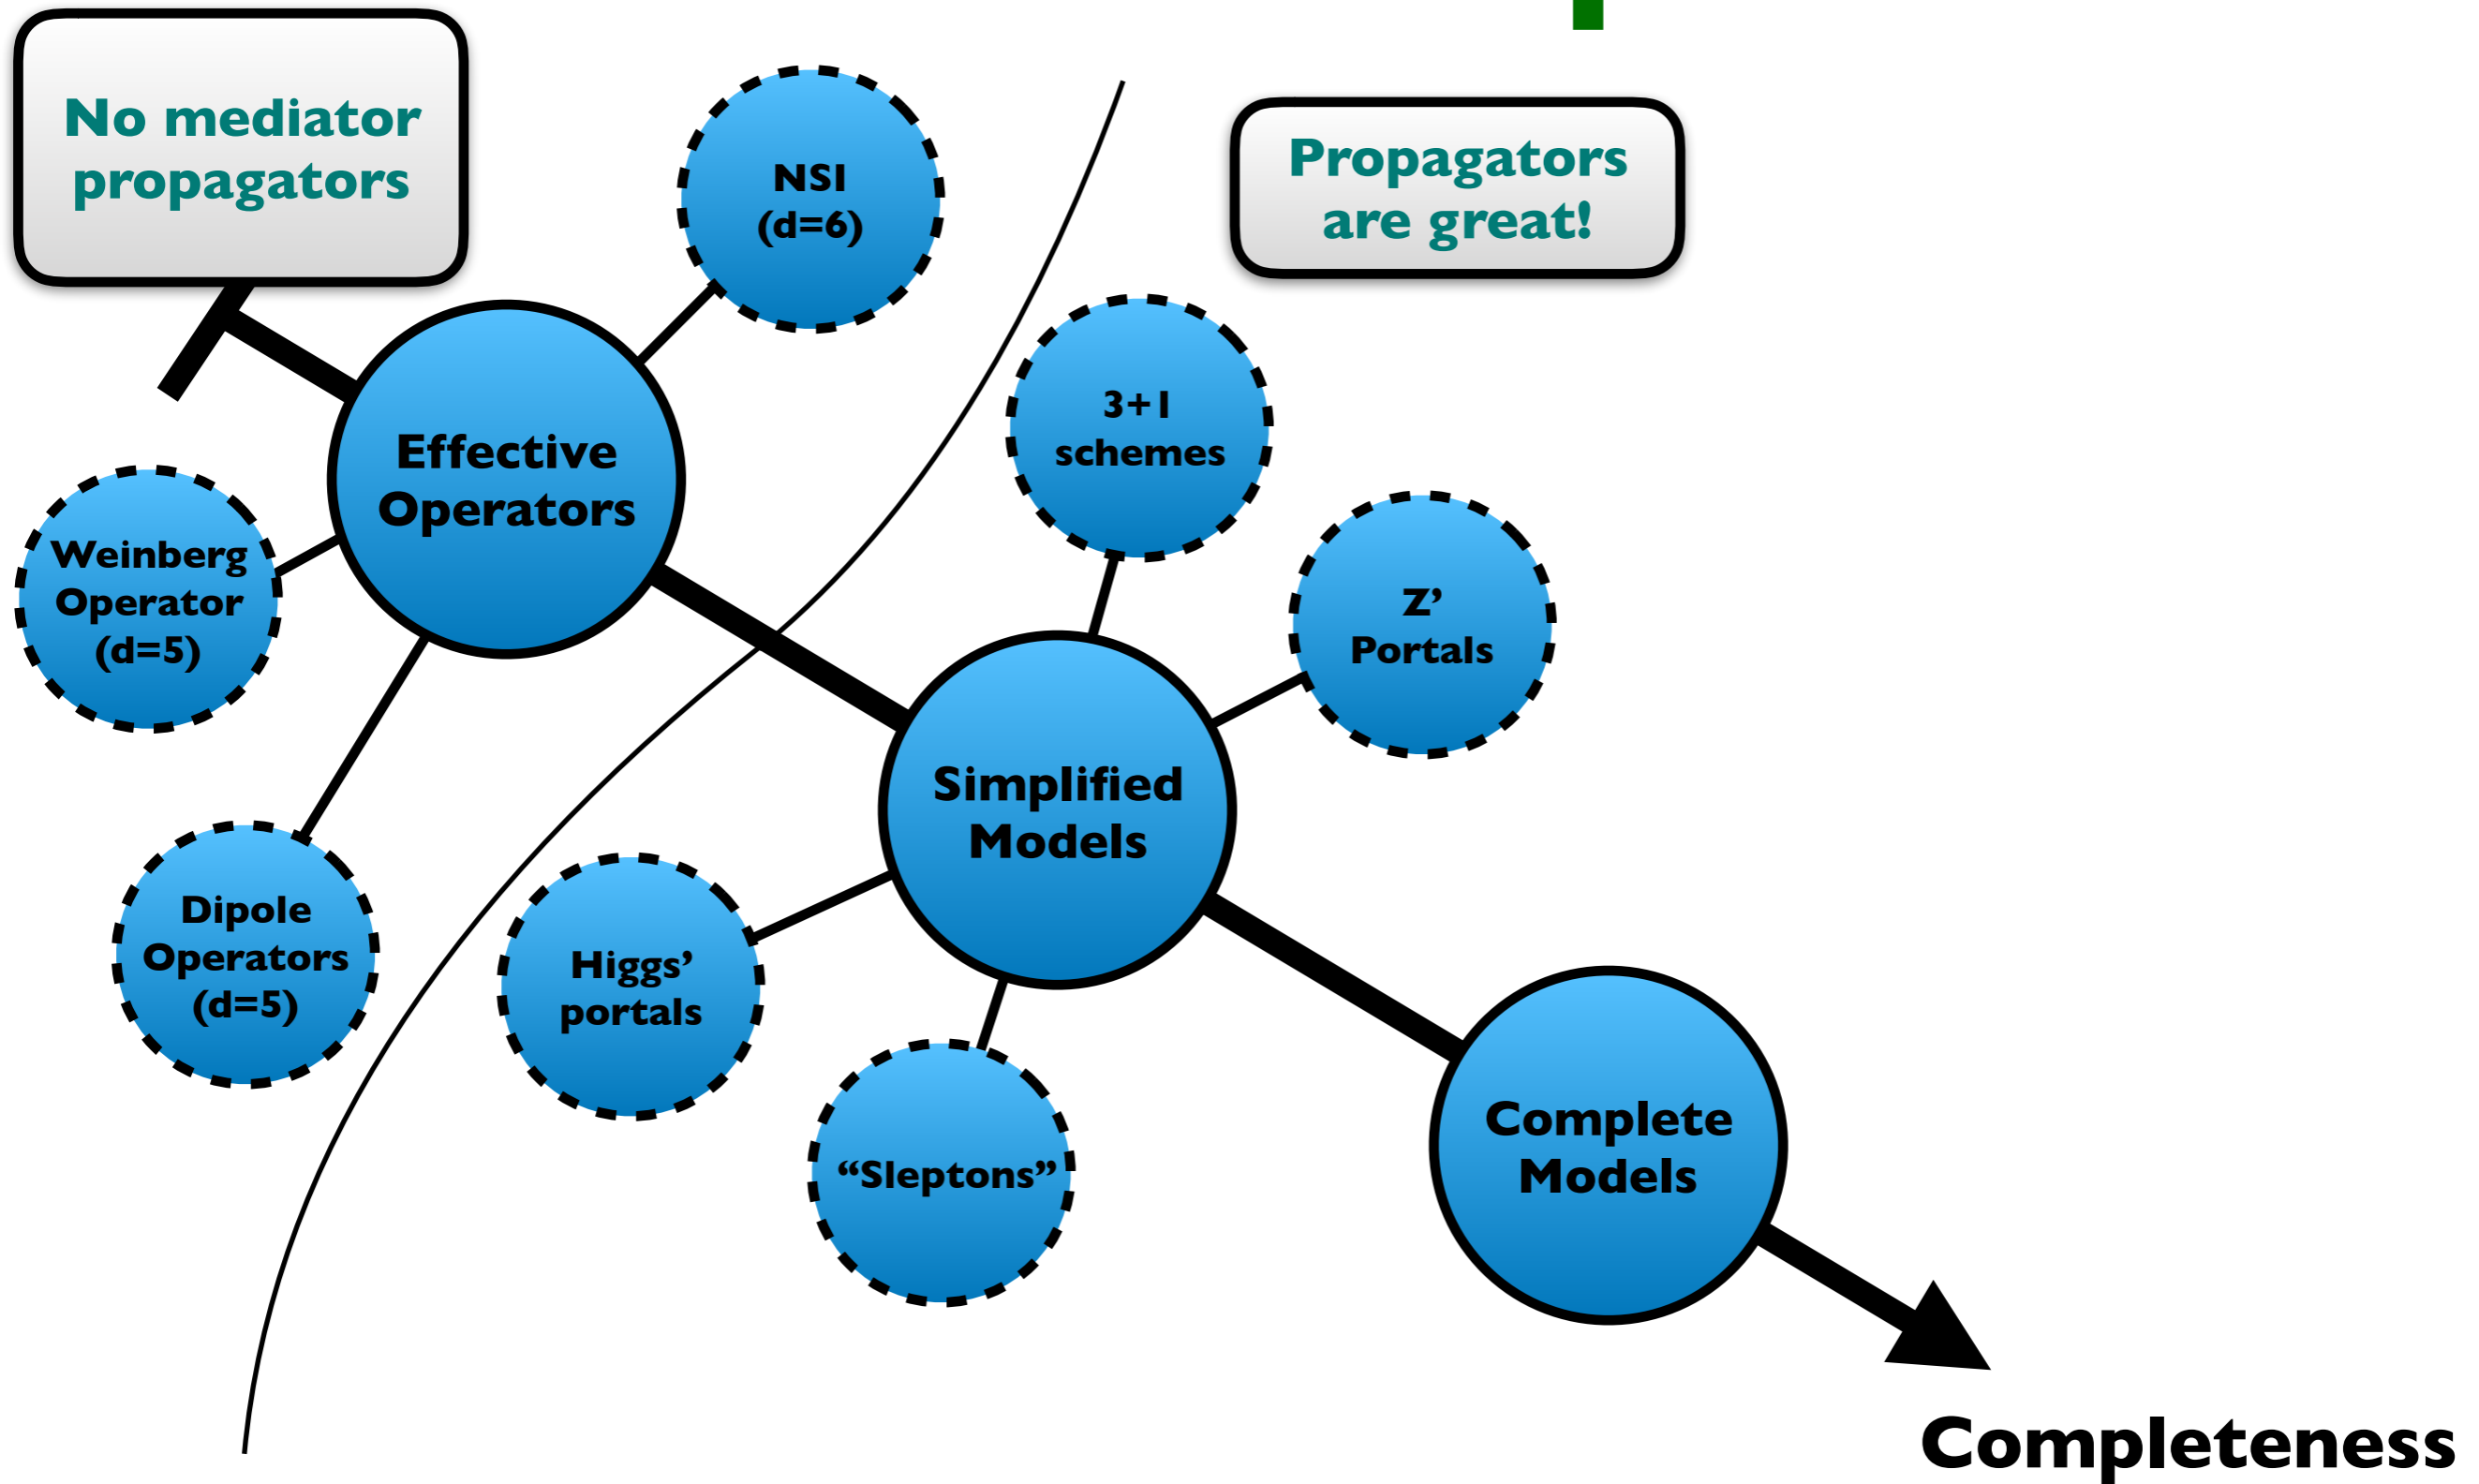 No mediator
propagators
NSI
(d=6)
Propagators
are great!
Effective
Operators
3+1
schemes
Weinberg
Operator
(d=5)
Z’
Portals
Simplified
Models
Dipole
Operators
(d=5)
Higgs’
portals
“Sleptons”
Complete
Models
Completeness